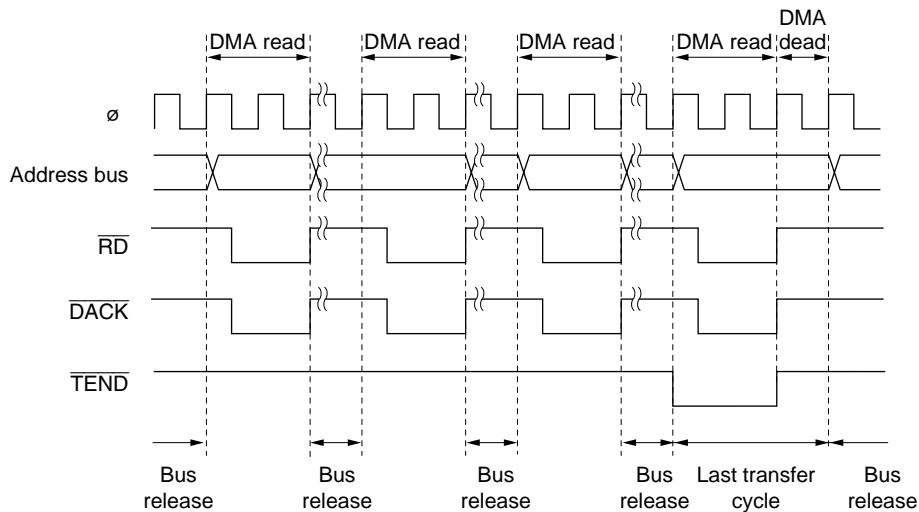 DMA
DMA read DMA read DMA read DMA read dead
ø
Address bus
RD
DACK
TEND
Bus release
Bus release
Bus release
Bus release
Last transfer cycle
Bus release